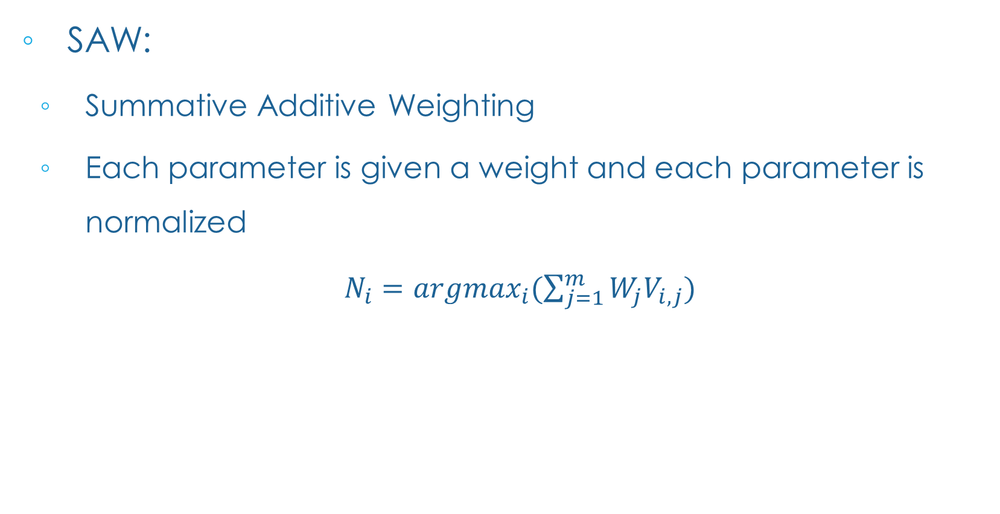 ◦ SAW:
◦ Summative Additive Weighting
◦ Each parameter is given a weight and each parameter is
normalized
$N_i = argmax_i(\sum_{j=1}^{m} W_j V_{i,j})$